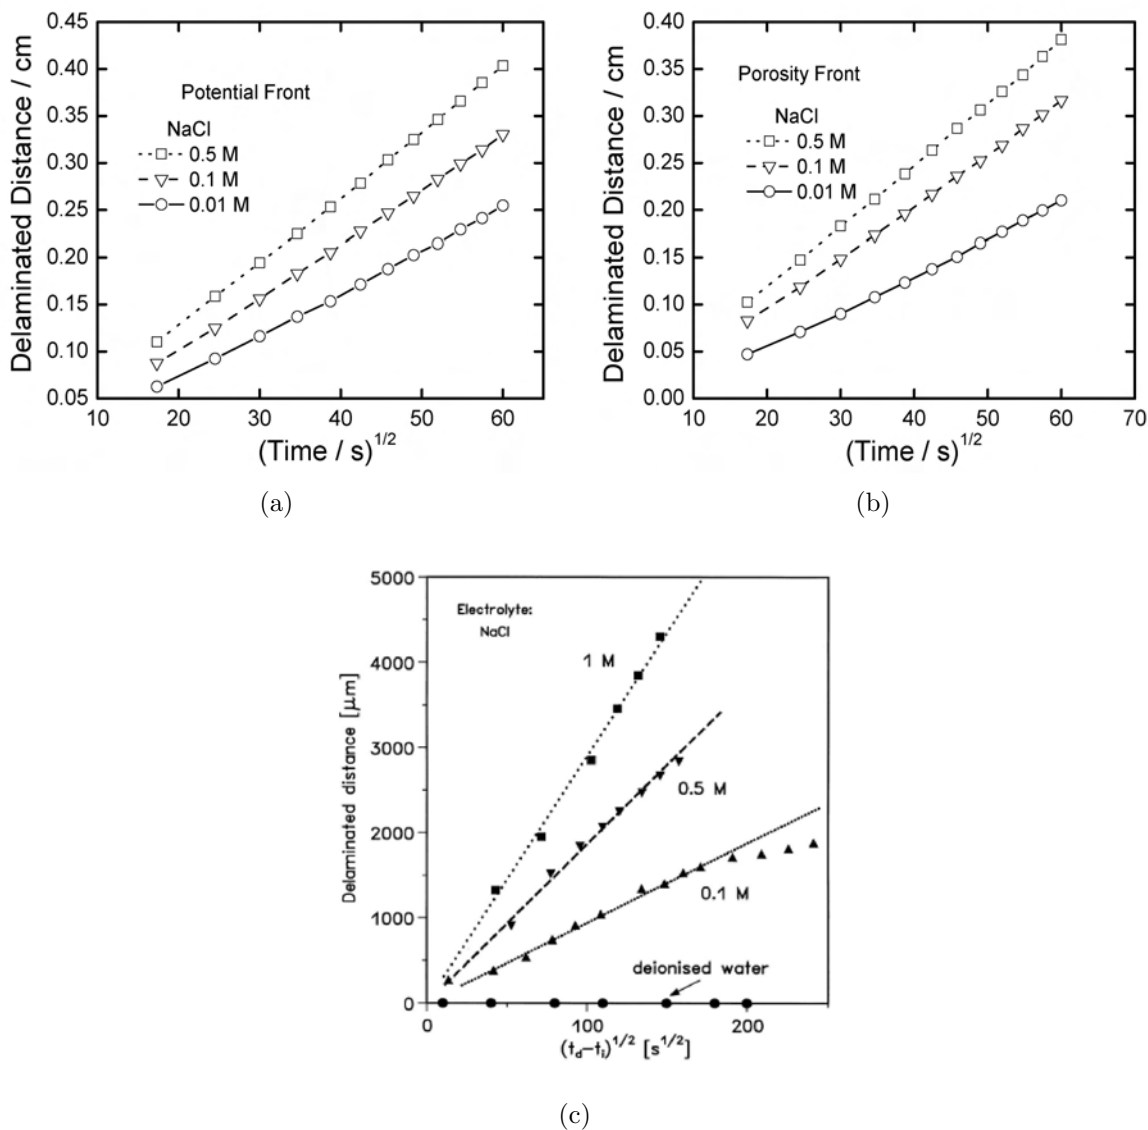 0.45
0.40
0.35
0.30
0.25
0.20
0.15
0.10
0.05
Delaminated Distance / cm
Potential Front
NaCl
0.5 M
0.1 M
0.01 M
10 20 30 40 50 60
(Time / s)^1/2
(a)
0.40
0.35
0.30
0.25
0.20
0.15
0.10
0.05
0.00
Delaminated Distance / cm
Porosity Front
NaCl
0.5 M
0.1 M
0.01 M
10 20 30 40 50 60 70
(Time / s)^1/2
(b)
5000
4000
3000
2000
1000
0
Delaminated distance [μm]
Electrolyte:
NaCl
1 M
0.5 M
0.1 M
deionised water
0 100 200
(t_d-t_i)^1/2 [s^1/2]
(c)